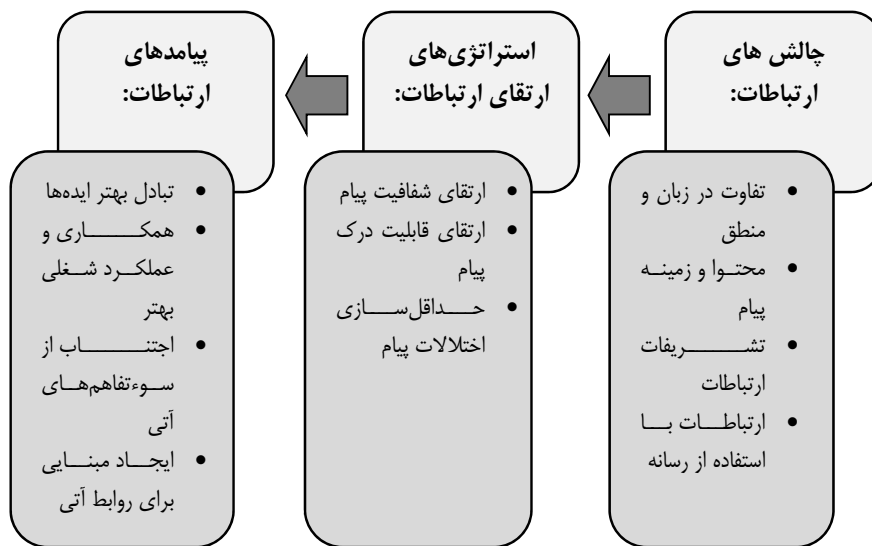 چالش های
ارتباطات:
• تفاوت در زبان و
منطق
• محتوا و زمینه
پیام
• تشریفات
ارتباطات
• ارتباطات با
استفاده از رسانه
استراتژی‌های
ارتقای ارتباطات:
• ارتقای شفافیت پیام
• ارتقای قابلیت درک
پیام
• حداقل‌سازی
اختلالات پیام
پیامدهای
ارتباطات:
• تبادل بهتر ایده‌ها
• همکاری و
عملکرد شغلی
بهتر
• اجتناب از
سوءتفاهم‌های
آتی
• ایجاد مبنایی
برای روابط آتی